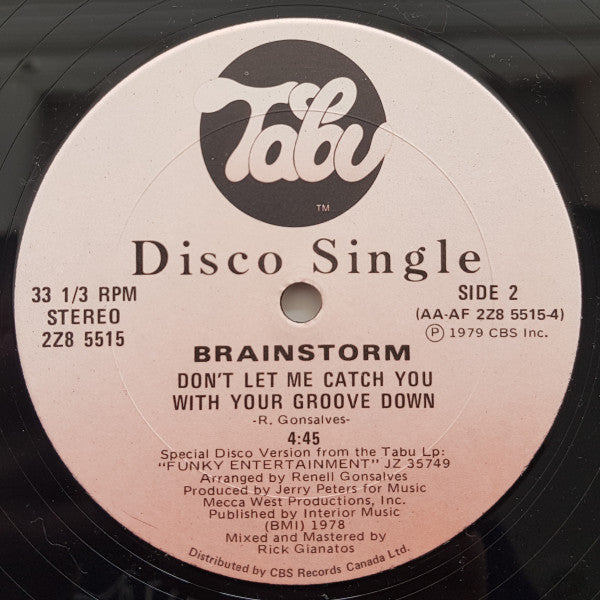 Tabu
TM
Disco Single
33 1/3 RPM
STEREO
2Z8 5515
SIDE 2
(AA-AF 2Z8 5515-4)
Ⓟ 1979 CBS Inc.
BRAINSTORM
DON'T LET ME CATCH YOU
WITH YOUR GROOVE DOWN
-R. Gonsalves-
4:45
Special Disco Version from the Tabu Lp:
"FUNKY ENTERTAINMENT" JZ 35749
Arranged by Renell Gonsalves
Produced by Jerry Peters for Music
Mecca West Productions, Inc.
Published by Interior Music
(BMI) 1978
Mixed and Mastered by
Rick Gianatos
Distributed by CBS Records Canada Ltd.